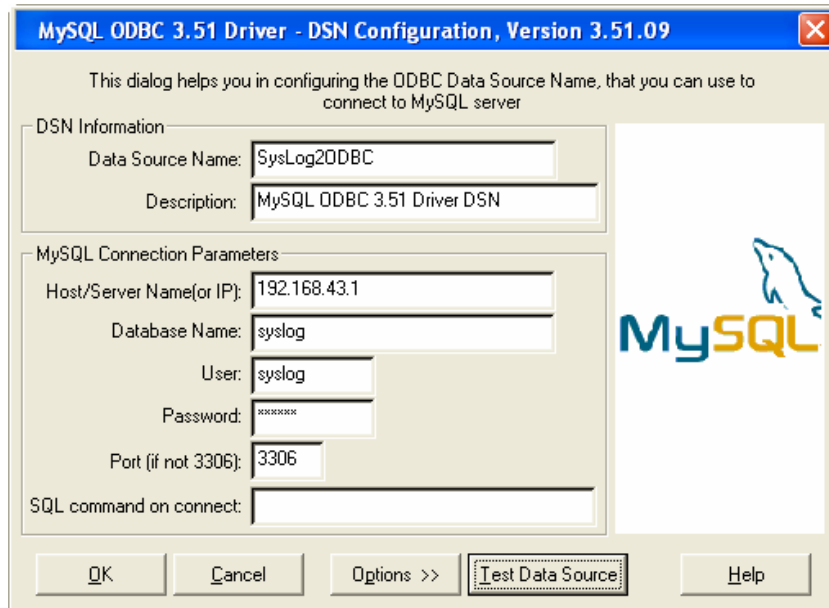 MySQL ODBC 3.51 Driver - DSN Configuration, Version 3.51.09
This dialog helps you in configuring the ODBC Data Source Name, that you can use to
connect to MySQL server
DSN Information
Data Source Name: SysLog2ODBC
Description: MySQL ODBC 3.51 Driver DSN
MySQL Connection Parameters
Host/Server Name(or IP): 192.168.43.1
Database Name: syslog
User: syslog
Password: ******
Port (if not 3306): 3306
SQL command on connect:
MySQL
OK Cancel Options >> Test Data Source Help